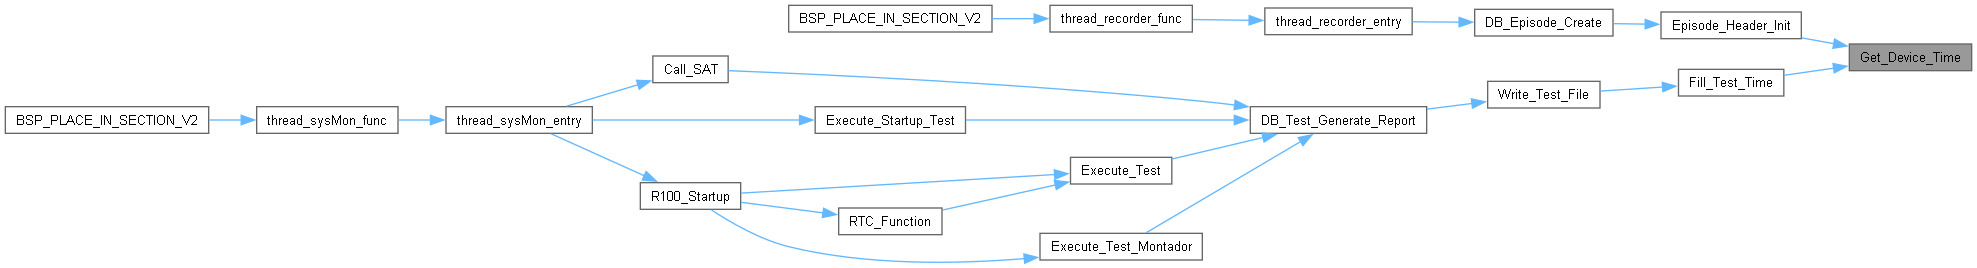 BSP_PLACE_IN_SECTION_V2
thread_recorder_func
thread_recorder_entry
DB_Episode_Create
Episode_Header_Init
Get_Device_Time
Call_SAT
Fill_Test_Time
Write_Test_File
BSP_PLACE_IN_SECTION_V2
thread_sysMon_func
thread_sysMon_entry
Execute_Startup_Test
DB_Test_Generate_Report
Execute_Test
R100_Startup
RTC_Function
Execute_Test_Montador